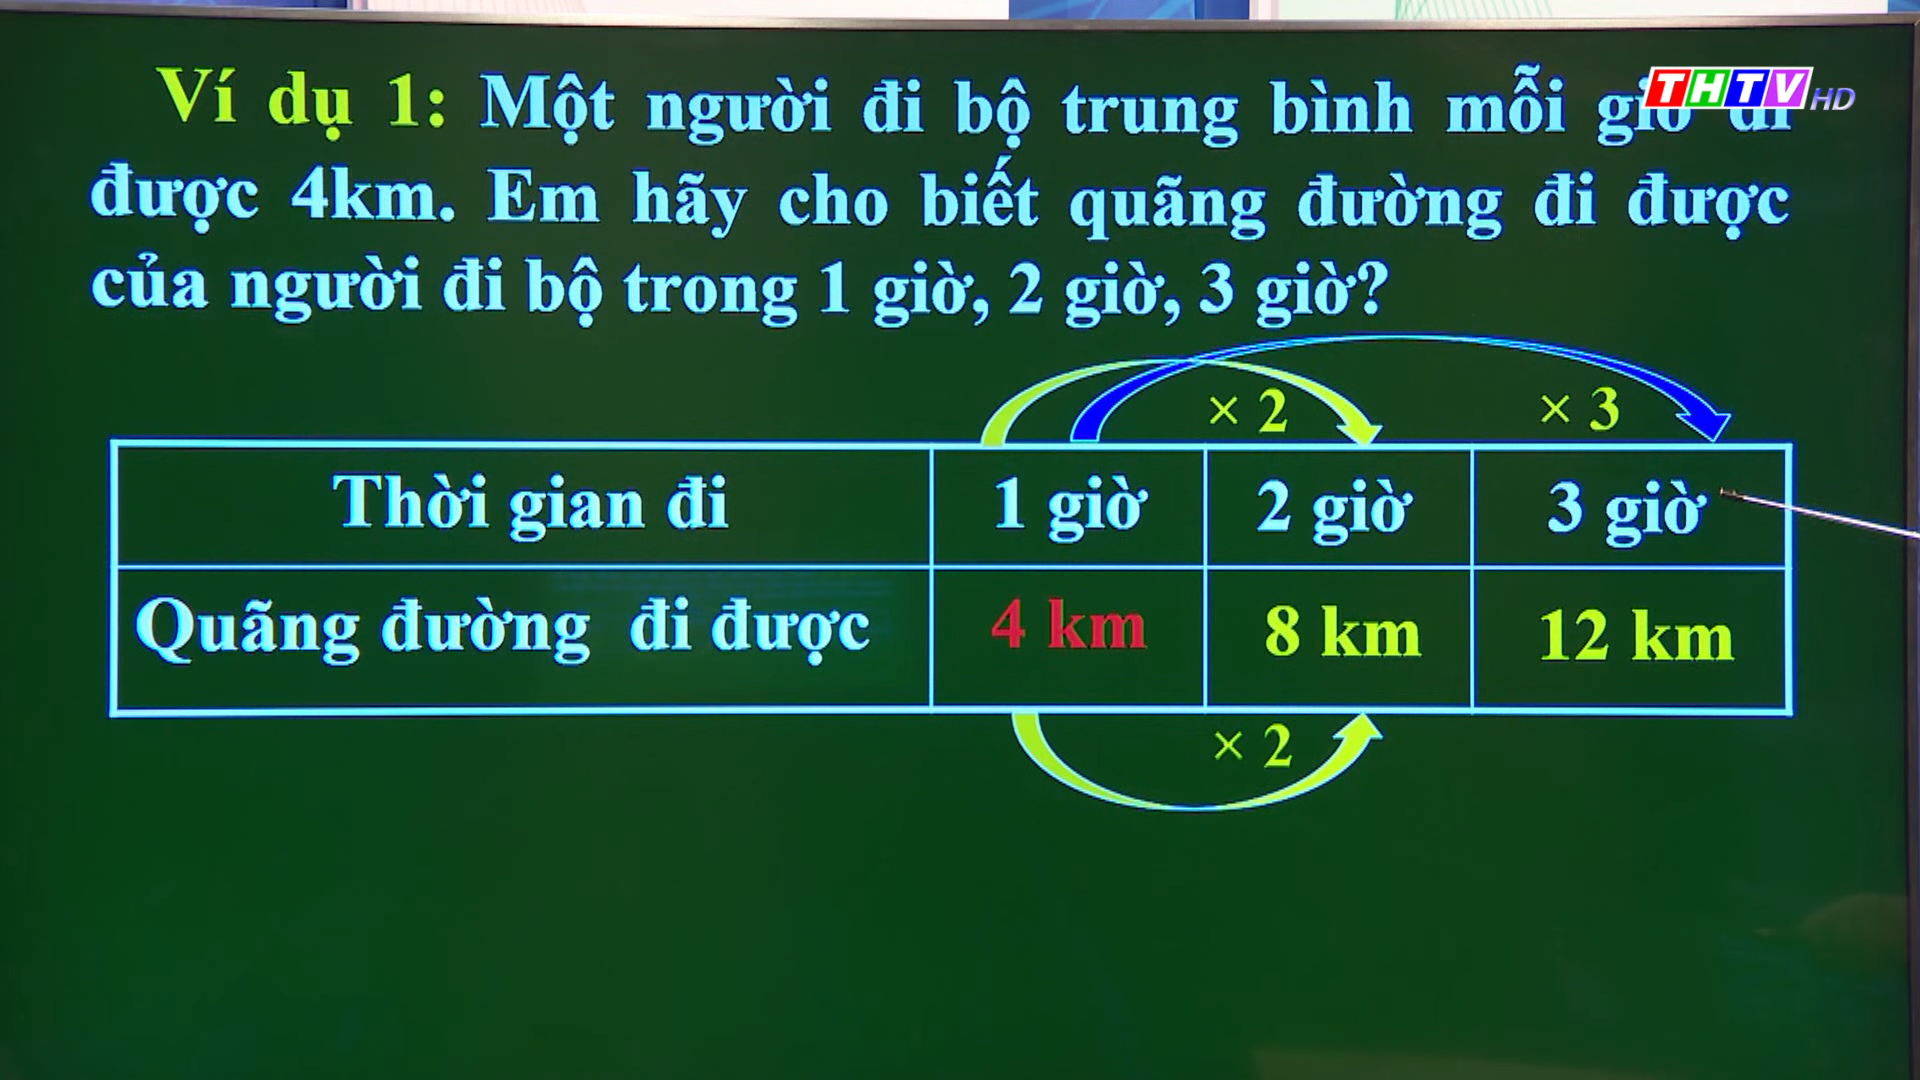 THTV HD
Ví dụ 1: Một người đi bộ trung bình mỗi giờ đi
được 4km. Em hãy cho biết quãng đường đi được
của người đi bộ trong 1 giờ, 2 giờ, 3 giờ?
× 2 × 3
Thời gian đi 1 giờ 2 giờ 3 giờ
Quãng đường đi được 4 km 8 km 12 km
× 2